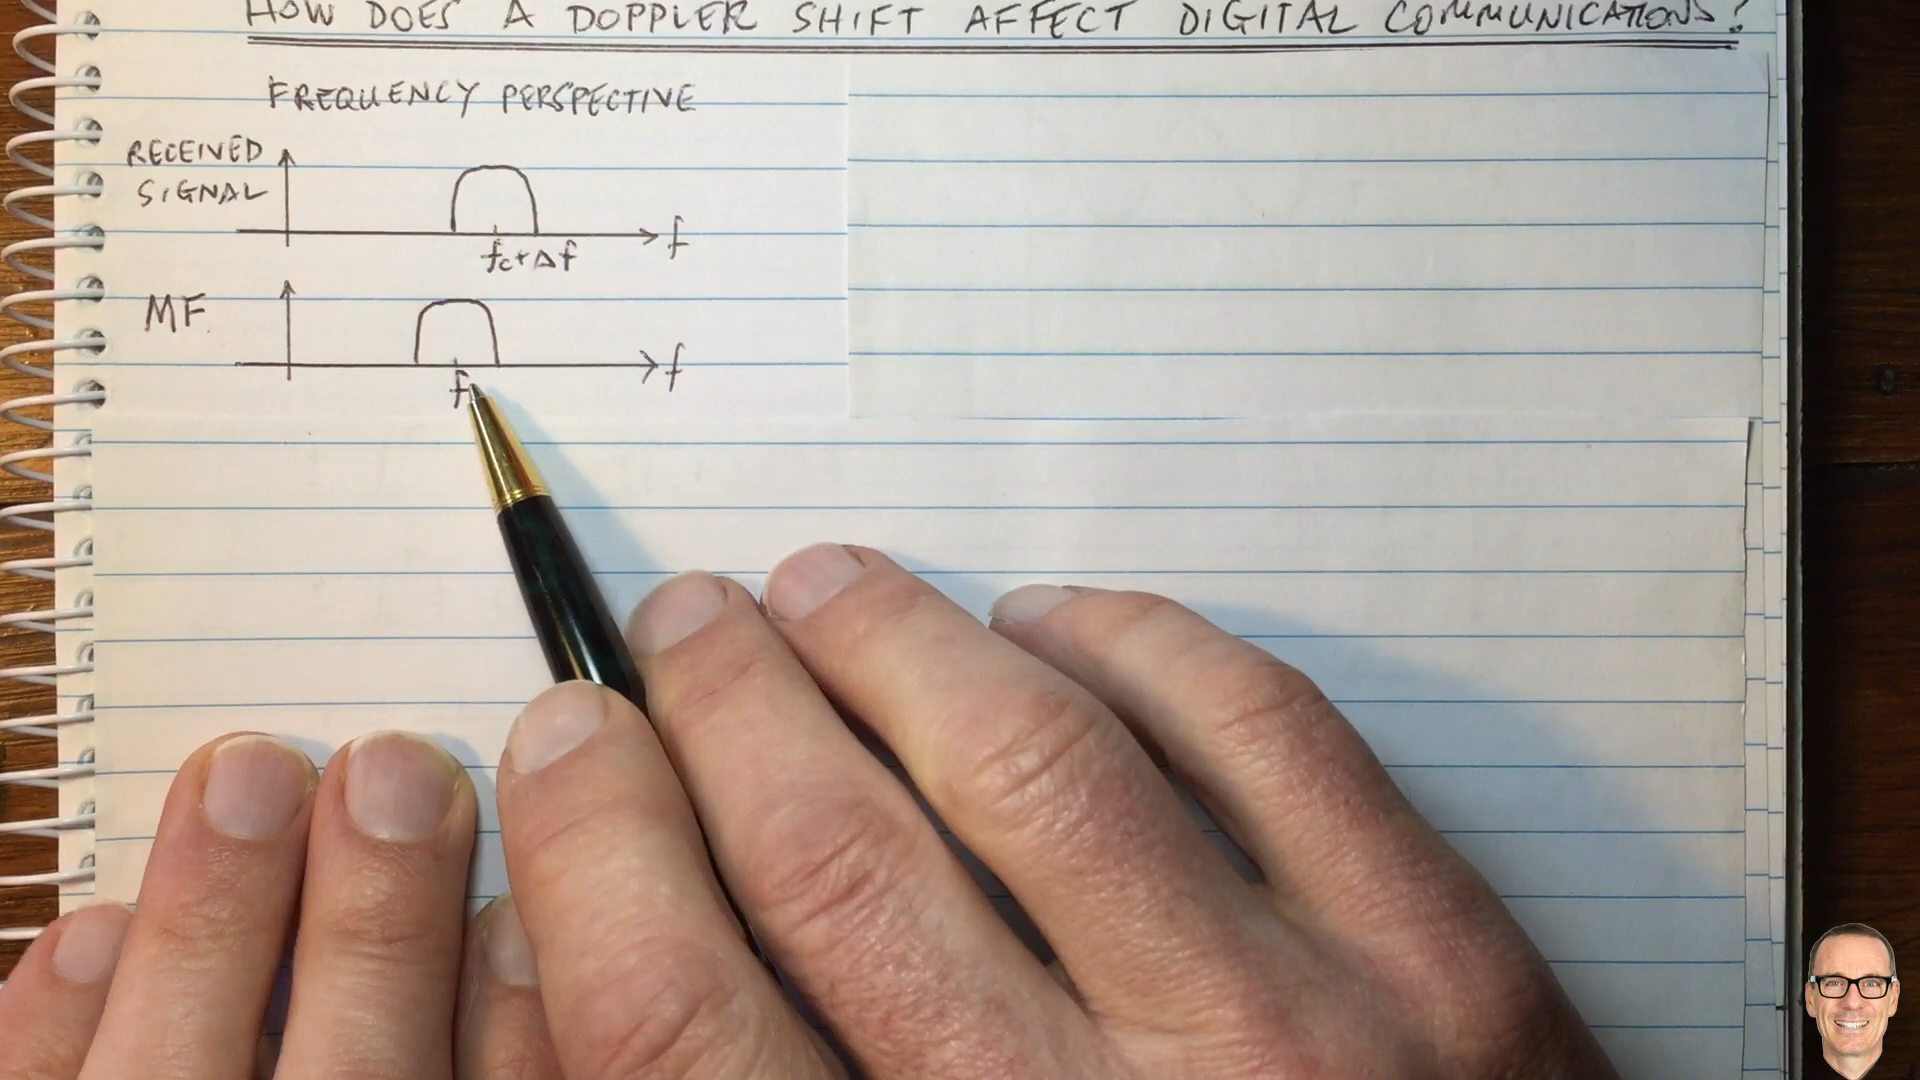 HOW DOES A DOPPLER SHIFT AFFECT DIGITAL COMMUNICATIONS?
FREQUENCY PERSPECTIVE
RECEIVED
SIGNAL
f
fc+Δf
MF
f
f